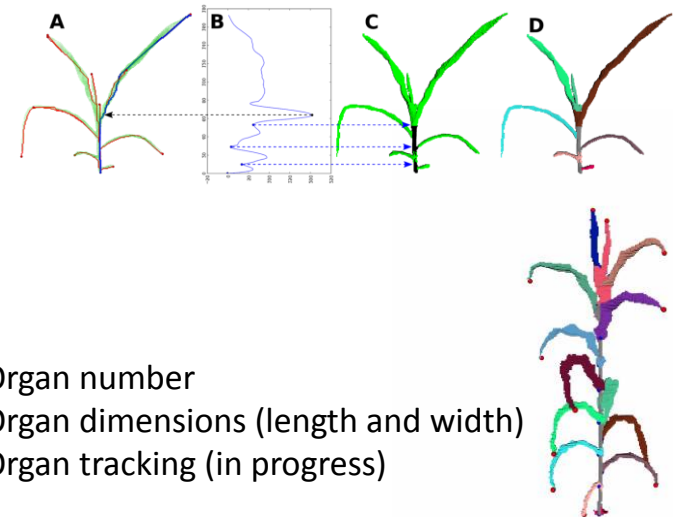 A B C D
Organ number
Organ dimensions (length and width)
Organ tracking (in progress)